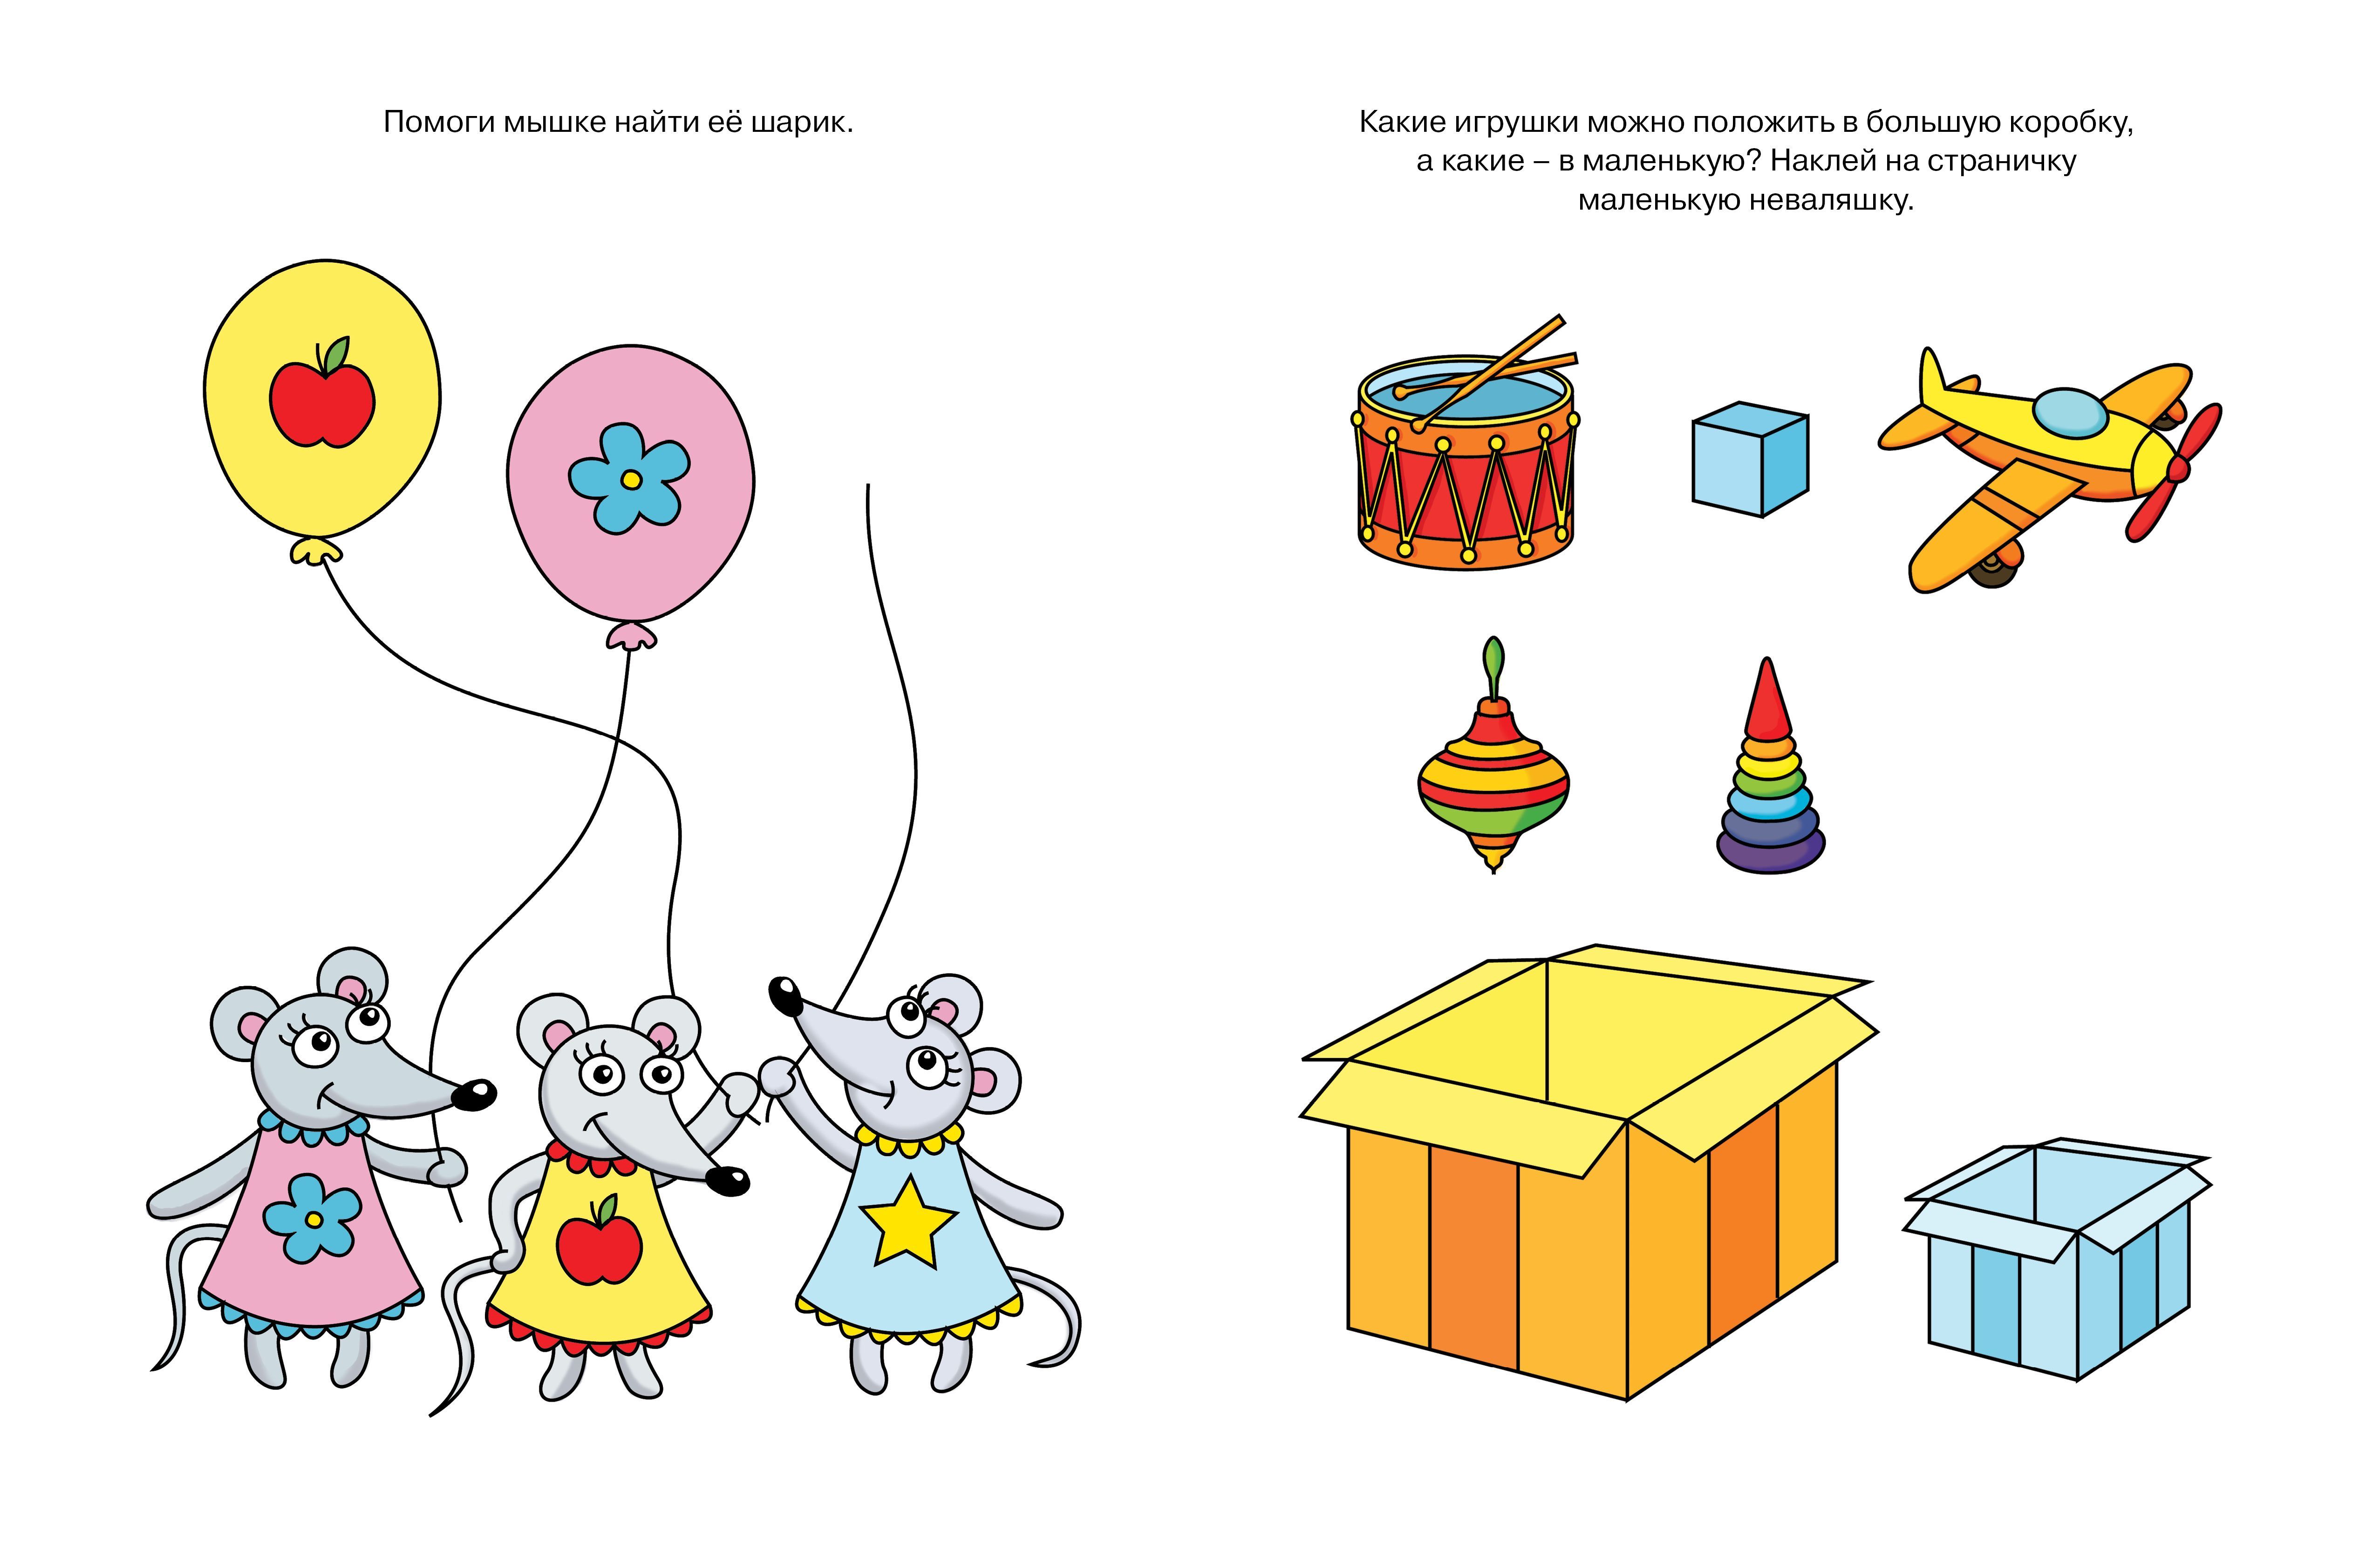 Помоги мышке найти её шарик.
Какие игрушки можно положить в большую коробку,
а какие – в маленькую? Наклей на страничку
маленькую неваляшку.